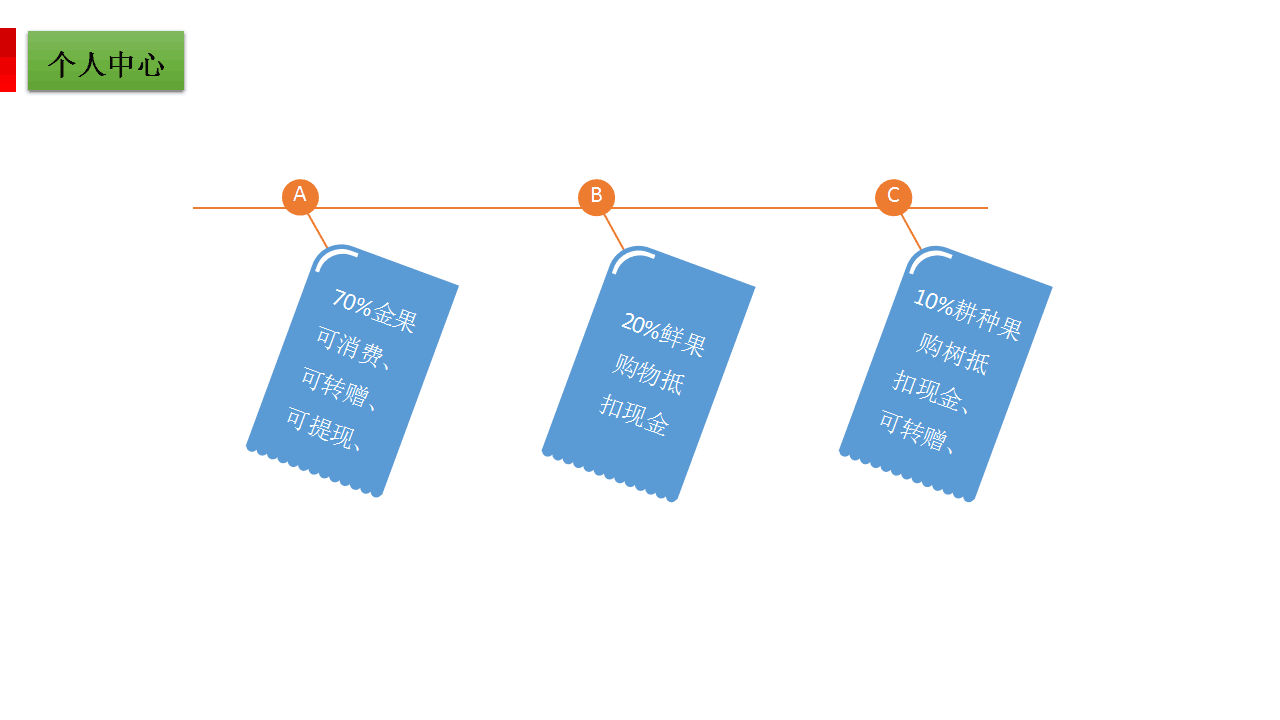 个人中心
A
70%金果
可消费、
可转赠、
可提现、
B
20%鲜果
购物抵
扣现金
C
10%耕种果
购树抵
扣现金、
可转赠、